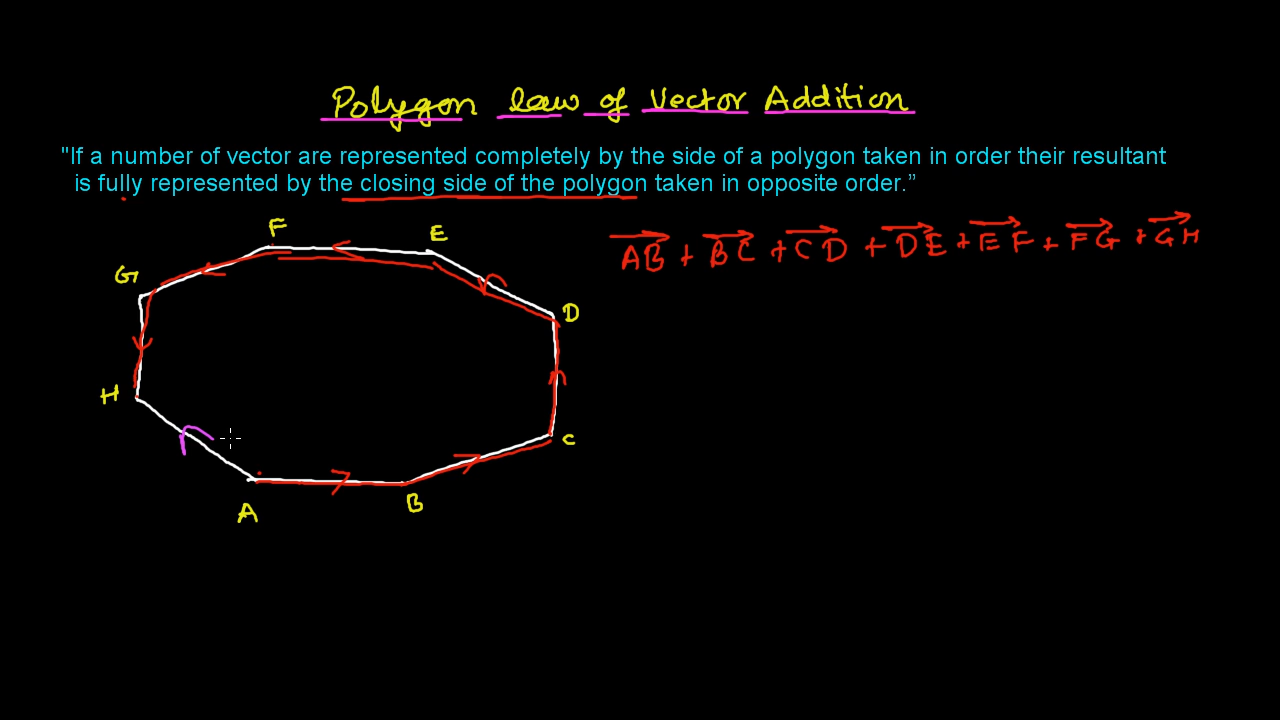 Polygon law of Vector Addition
"If a number of vector are represented completely by the side of a polygon taken in order their resultant
is fully represented by the closing side of the polygon taken in opposite order.”
F
E
AB + BC + CD + DE + EF + FG + GH
G
D
H
C
B
A